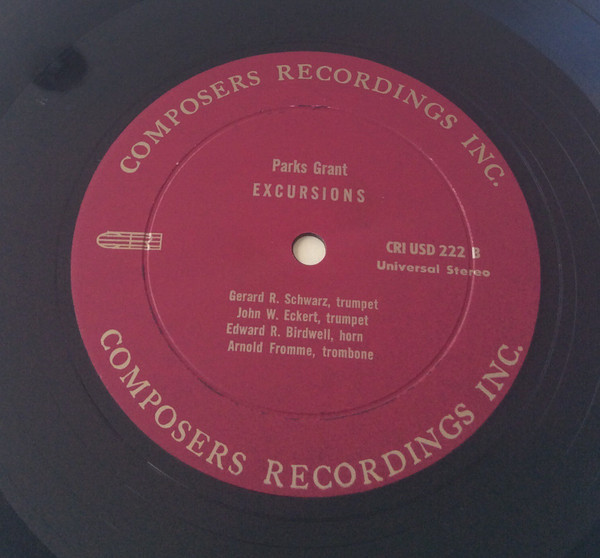 COMPOSERS RECORDINGS INC.
Parks Grant
EXCURSIONS
CRI USD 222 B
Universal Stereo
Gerard R. Schwarz, trumpet
John W. Eckert, trumpet
Edward R. Birdwell, horn
Arnold Fromme, trombone
COMPOSERS RECORDINGS INC.